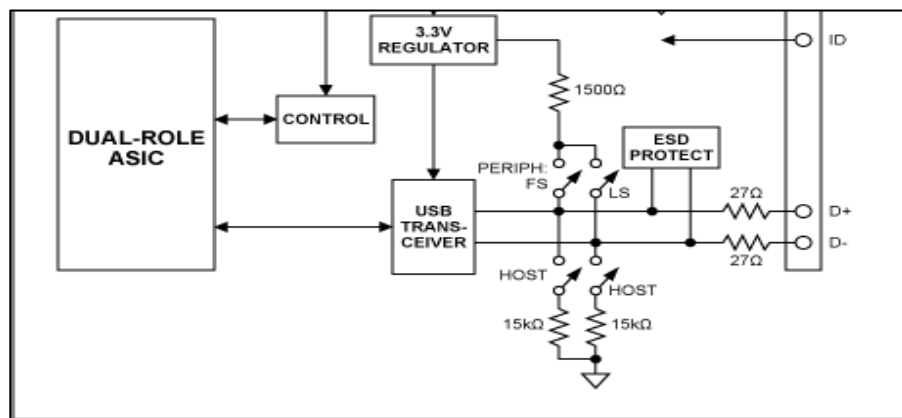 3.3V
REGULATOR
ID
1500Ω
CONTROL
DUAL-ROLE
ASIC
ESD
PROTECT
PERIPH:
FS
LS
27Ω
USB
TRANS-
CEIVER
D+
D-
27Ω
HOST
HOST
15kΩ
15kΩ